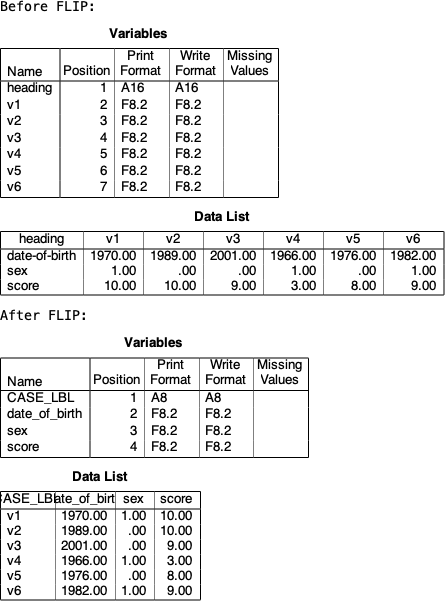 Before FLIP:
Variables
Name Position Print Format Write Format Missing Values
heading 1 A16 A16
v1 2 F8.2 F8.2
v2 3 F8.2 F8.2
v3 4 F8.2 F8.2
v4 5 F8.2 F8.2
v5 6 F8.2 F8.2
v6 7 F8.2 F8.2
Data List
heading v1 v2 v3 v4 v5 v6
date-of-birth 1970.00 1989.00 2001.00 1966.00 1976.00 1982.00
sex 1.00 .00 .00 1.00 .00 1.00
score 10.00 10.00 9.00 3.00 8.00 9.00
After FLIP:
Variables
Name Position Print Format Write Format Missing Values
CASE_LBL 1 A8 A8
date_of_birth 2 F8.2 F8.2
sex 3 F8.2 F8.2
score 4 F8.2 F8.2
Data List
ASE_LB ate_of_birt sex score
v1 1970.00 1.00 10.00
v2 1989.00 .00 10.00
v3 2001.00 .00 9.00
v4 1966.00 1.00 3.00
v5 1976.00 .00 8.00
v6 1982.00 1.00 9.00